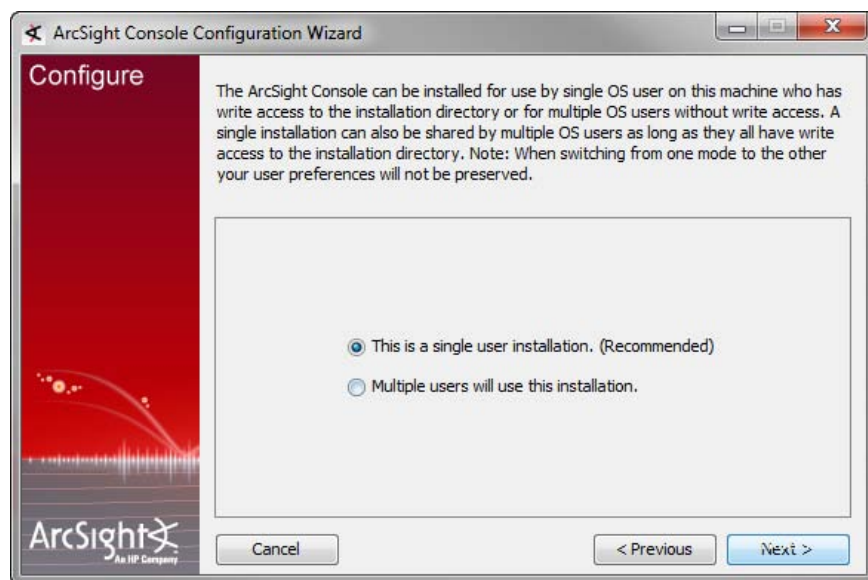 ArcSight Console Configuration Wizard
Configure
The ArcSight Console can be installed for use by single OS user on this machine who has
write access to the installation directory or for multiple OS users without write access. A
single installation can also be shared by multiple OS users as long as they all have write
access to the installation directory. Note: When switching from one mode to the other
your user preferences will not be preserved.
This is a single user installation. (Recommended)
Multiple users will use this installation.
ArcSight
An HP Company
Cancel
< Previous
Next >